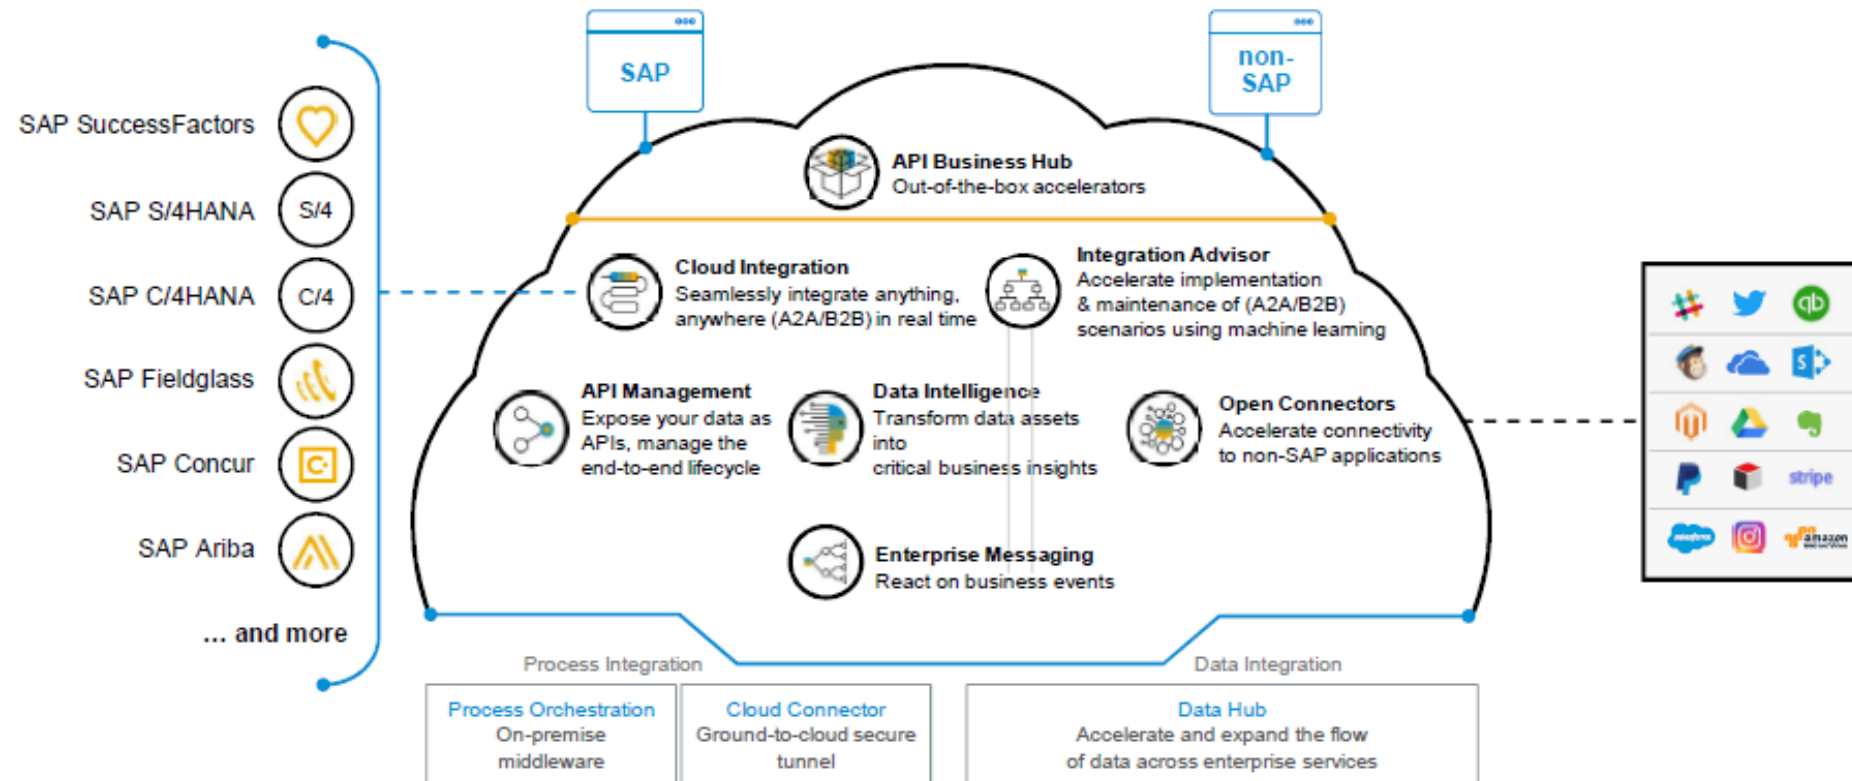 SAP
non-
SAP
SAP SuccessFactors
SAP S/4HANA
S/4
SAP C/4HANA
C/4
SAP Fieldglass
SAP Concur
SAP Ariba
... and more
API Business Hub
Out-of-the-box accelerators
Cloud Integration
Seamlessly integrate anything,
anywhere (A2A/B2B) in real time
Integration Advisor
Accelerate implementation
& maintenance of (A2A/B2B)
scenarios using machine learning
API Management
Expose your data as
APIs, manage the
end-to-end lifecycle
Data Intelligence
Transform data assets
into
critical business insights
Open Connectors
Accelerate connectivity
to non-SAP applications
Enterprise Messaging
React on business events
qb
S
stripe
salesforce
amazon
Process Integration
Data Integration
Process Orchestration
On-premise
middleware
Cloud Connector
Ground-to-cloud secure
tunnel
Data Hub
Accelerate and expand the flow
of data across enterprise services